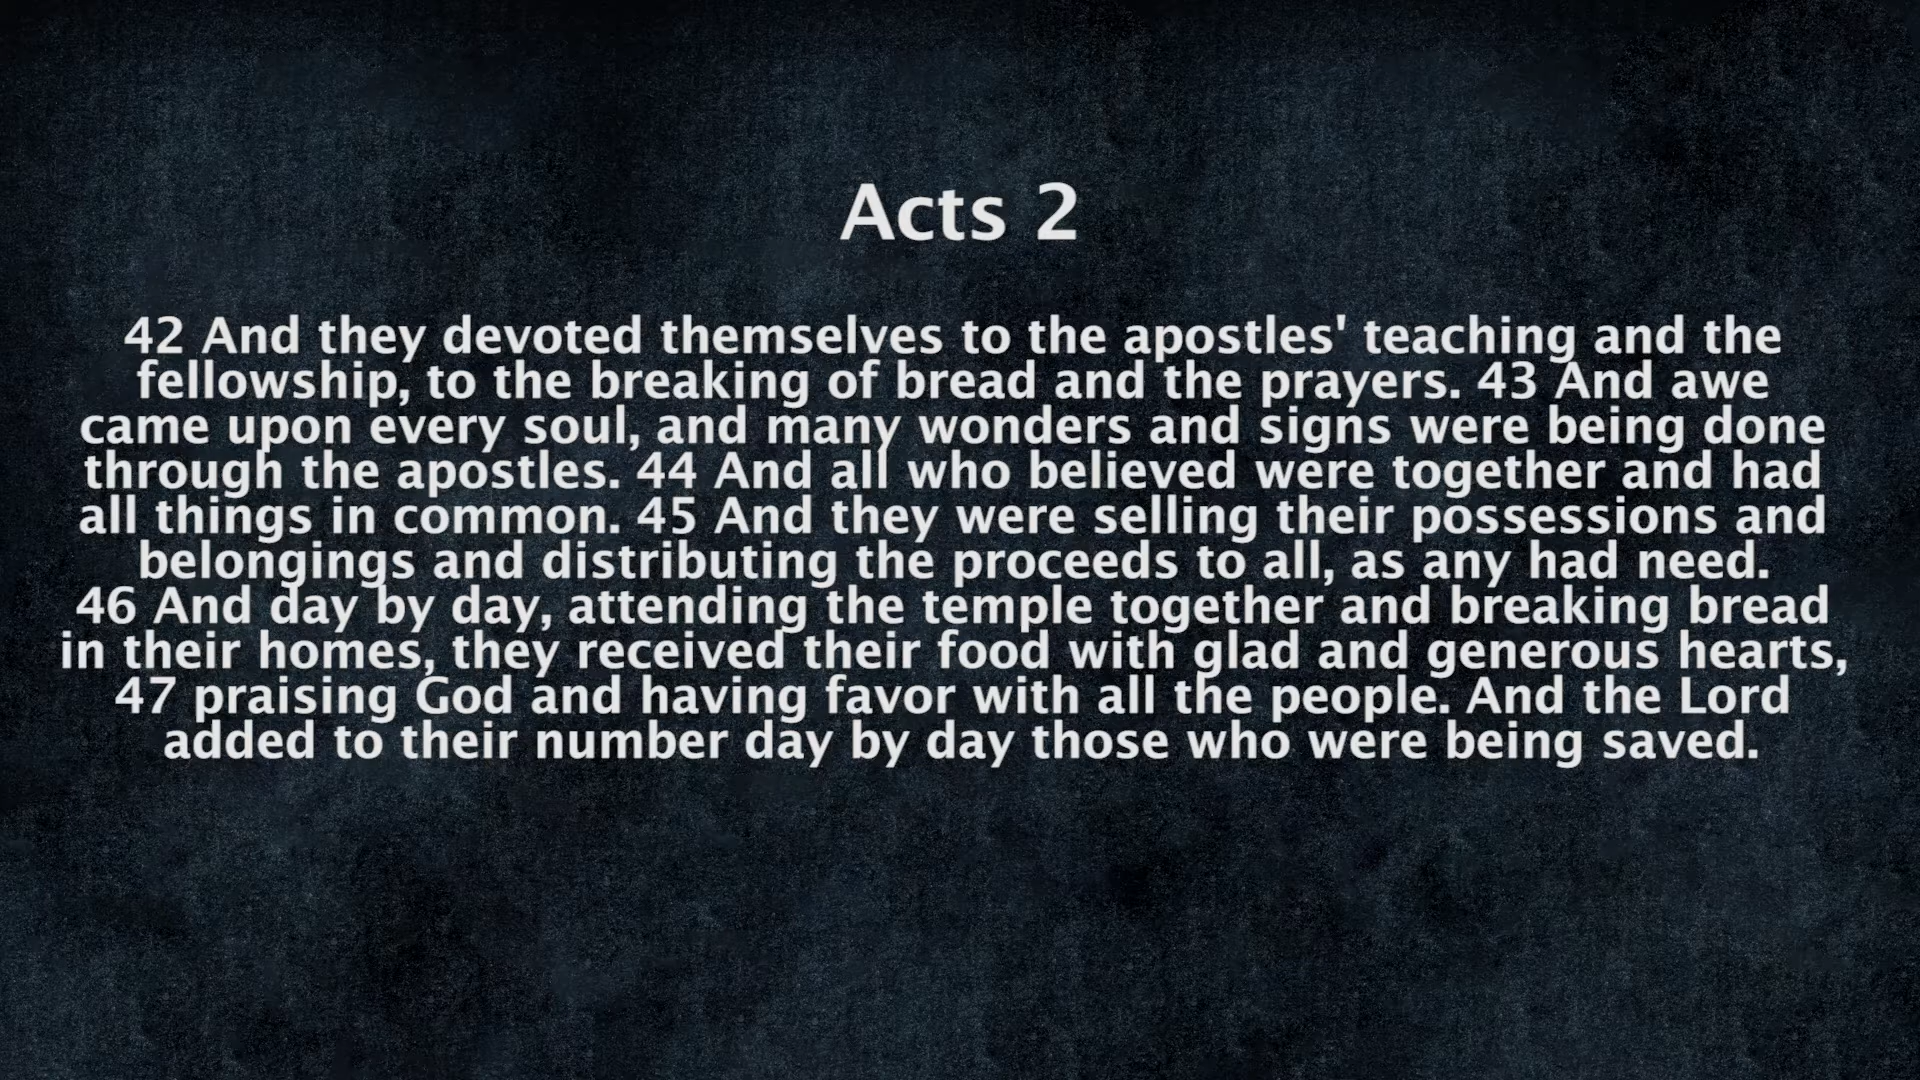 Acts 2
42 And they devoted themselves to the apostles' teaching and the
fellowship, to the breaking of bread and the prayers. 43 And awe
came upon every soul, and many wonders and signs were being done
through the apostles. 44 And all who believed were together and had
all things in common. 45 And they were selling their possessions and
belongings and distributing the proceeds to all, as any had need.
46 And day by day, attending the temple together and breaking bread
in their homes, they received their food with glad and generous hearts,
47 praising God and having favor with all the people. And the Lord
added to their number day by day those who were being saved.